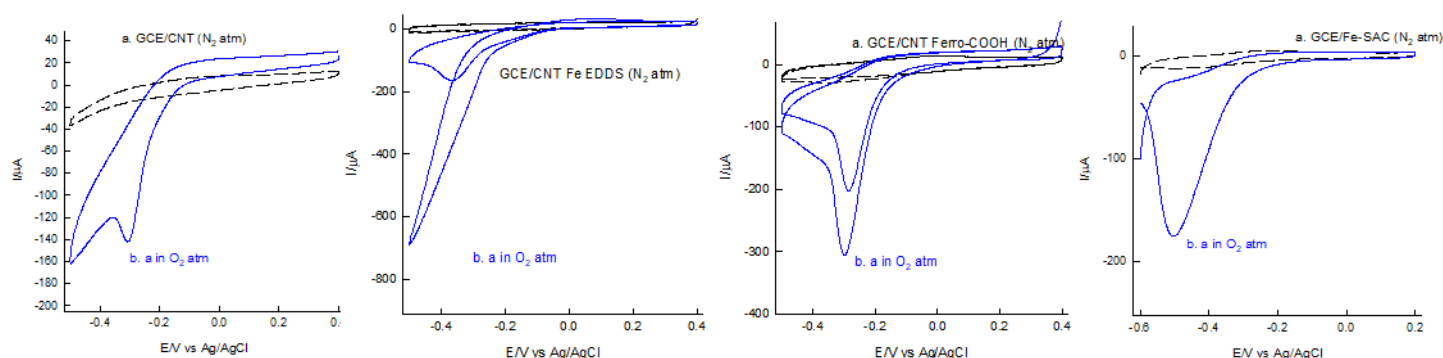 a. GCE/CNT (N₂ atm)
b. a in O₂ atm
40
20
0
-20
-40
-60
-80
-100
-120
-140
-160
-180
-200
I/µA
-0.4
-0.2
0.0
0.2
0.
E/V vs Ag/AgCl
GCE/CNT Fe EDDS (N₂ atm)
b. a in O₂ atm
0
-200
-400
-600
-800
I/µA
-0.4
-0.2
0.0
0.2
0.4
E/V vs Ag/AgCl
a. GCE/CNT Ferro-COOH (N₂ atm)
b. a in O₂ atm
0
-100
-200
-300
-400
I/µA
-0.4
-0.2
0.0
0.2
0.4
E/V vs Ag/AgCl
a. GCE/Fe-SAC (N₂ atm)
b. a in O₂ atm
0
-100
-200
I/µA
-0.6
-0.4
-0.2
0.0
0.2
E/V vs Ag/AgCl